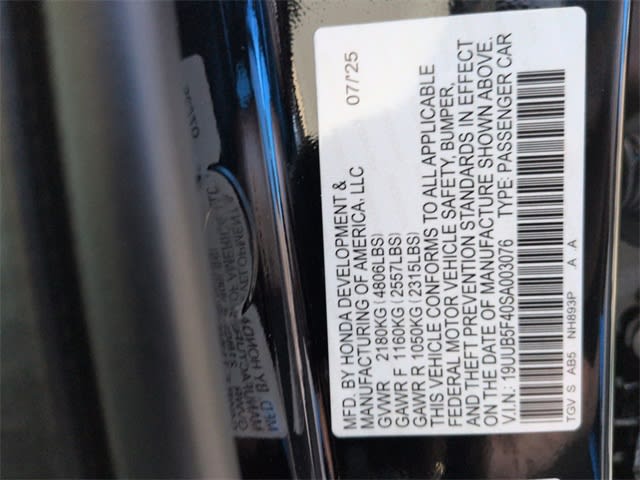 MFD. BY HONDA DEVELOPMENT &
MANUFACTURING OF AMERICA, LLC 07/25
GVWR 2180KG (4806LBS)
GAWR F 1160KG (2557LBS)
GAWR R 1050KG (2315LBS)
THIS VEHICLE CONFORMS TO ALL APPLICABLE
FEDERAL MOTOR VEHICLE SAFETY, BUMPER,
AND THEFT PREVENTION STANDARDS IN EFFECT
ON THE DATE OF MANUFACTURE SHOWN ABOVE.
V.I.N.: 19UUB5F40SA003076 TYPE: PASSENGER CAR
TGV S AB5 NH893P .A A